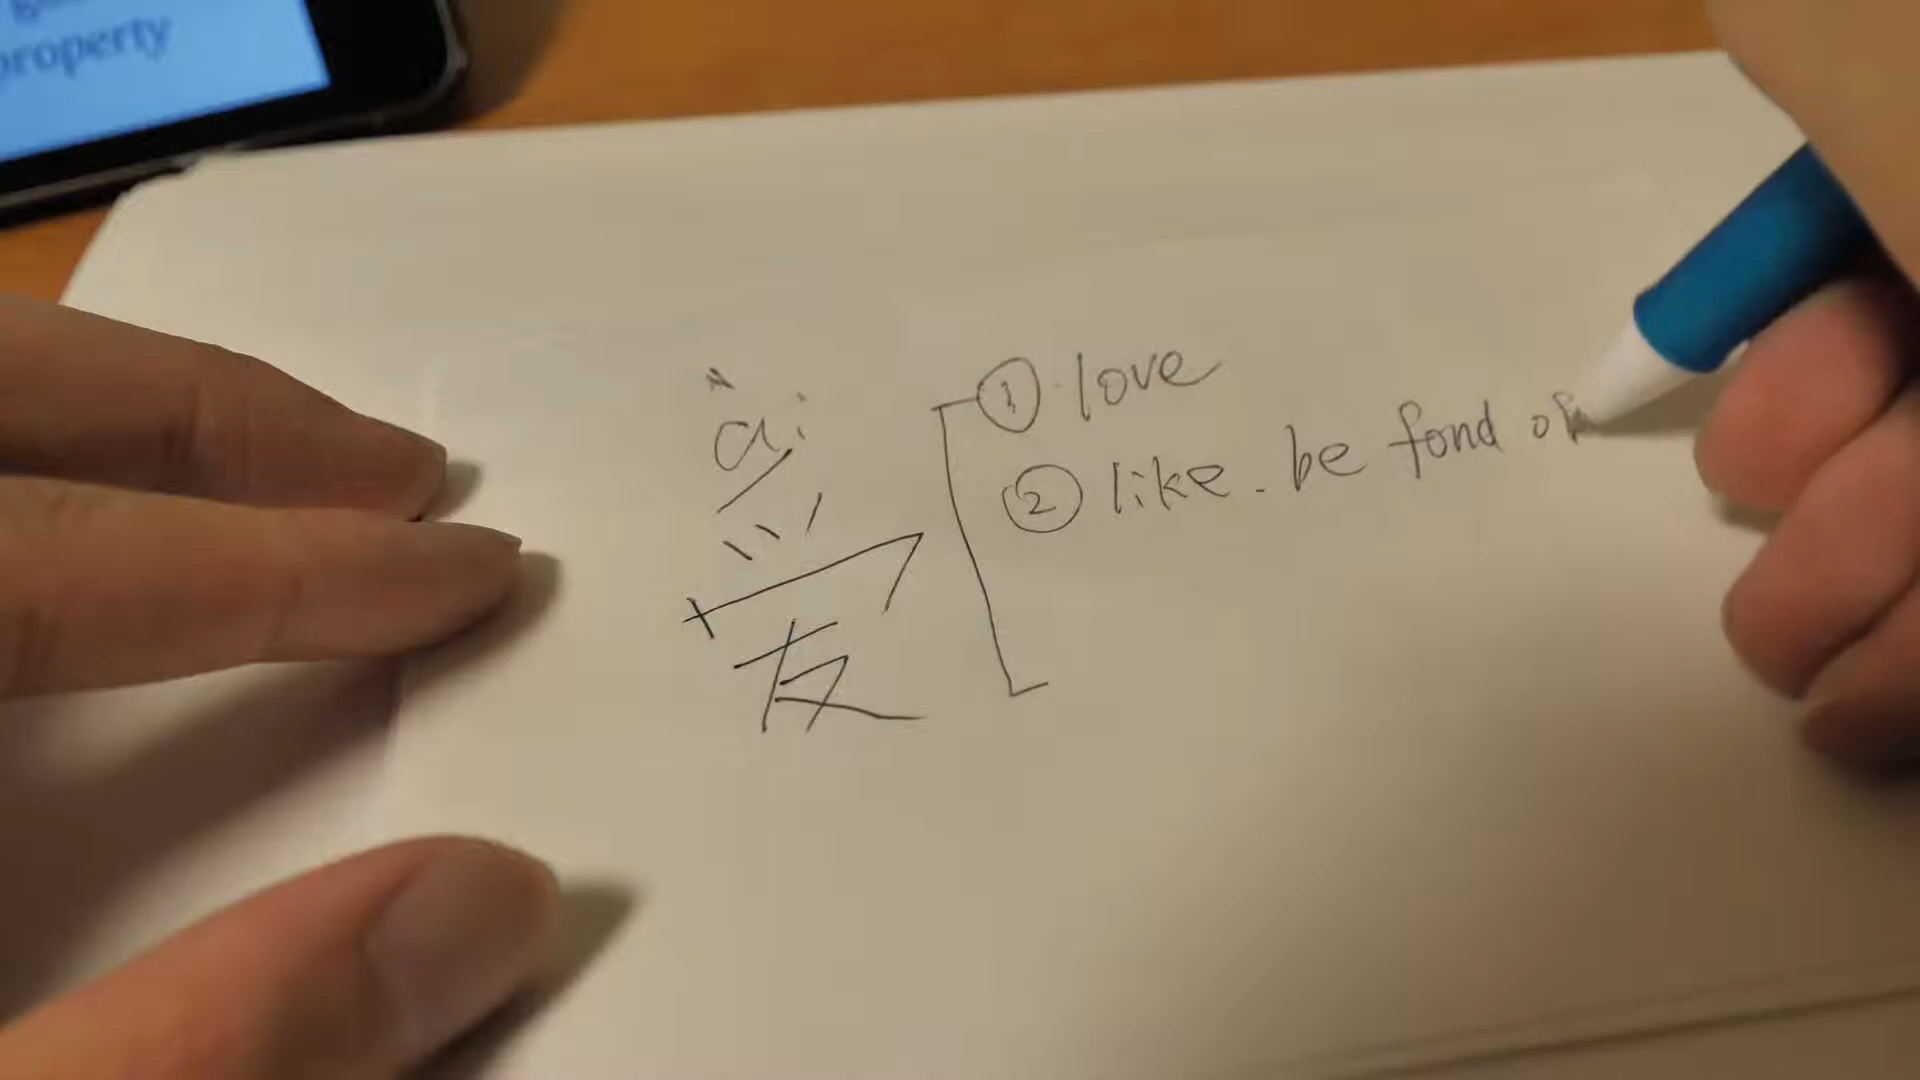 property
ài
爱
① love
② like. be fond of